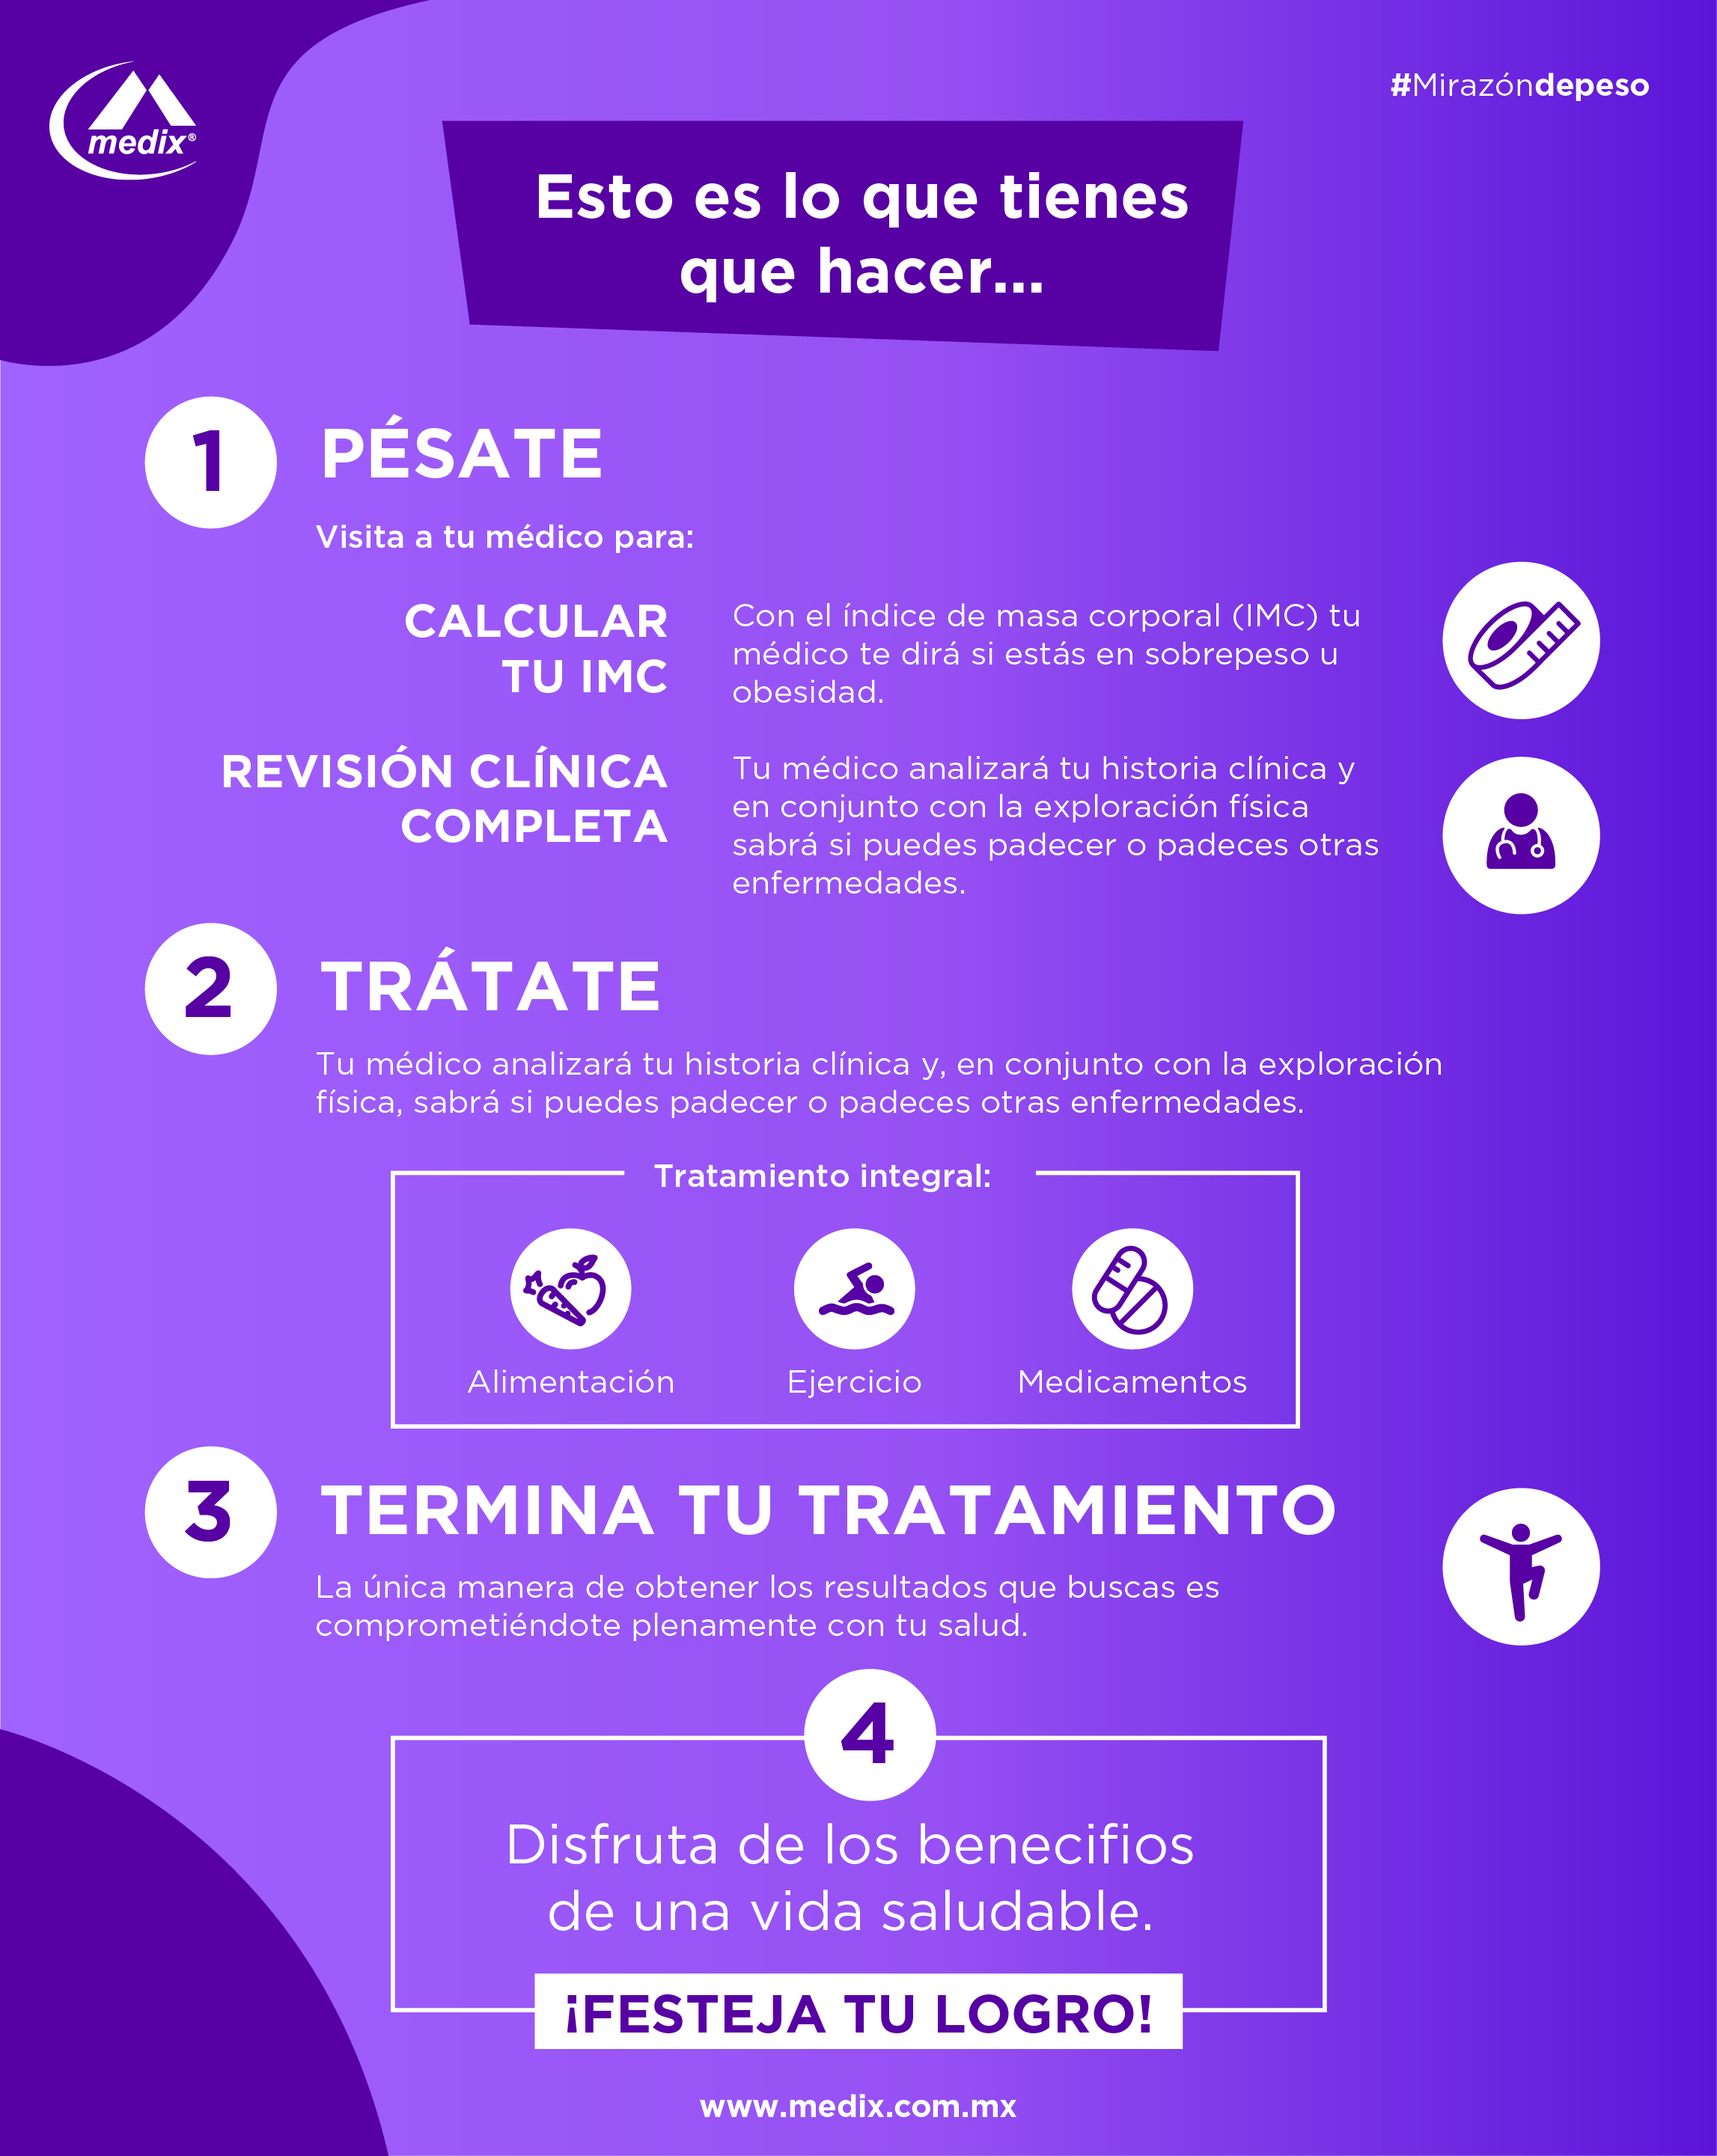 medix®
#Mirazóndepeso
Esto es lo que tienes
que hacer...
1
PÉSATE
Visita a tu médico para:
CALCULAR
TU IMC
Con el índice de masa corporal (IMC) tu
médico te dirá si estás en sobrepeso u
obesidad.
REVISIÓN CLÍNICA
COMPLETA
Tu médico analizará tu historia clínica y
en conjunto con la exploración física
sabrá si puedes padecer o padeces otras
enfermedades.
2
TRÁTATE
Tu médico analizará tu historia clínica y, en conjunto con la exploración
física, sabrá si puedes padecer o padeces otras enfermedades.
Tratamiento integral:
Alimentación
Ejercicio
Medicamentos
3
TERMINA TU TRATAMIENTO
La única manera de obtener los resultados que buscas es
comprometiéndote plenamente con tu salud.
4
Disfruta de los benecifios
de una vida saludable.
¡FESTEJA TU LOGRO!
www.medix.com.mx